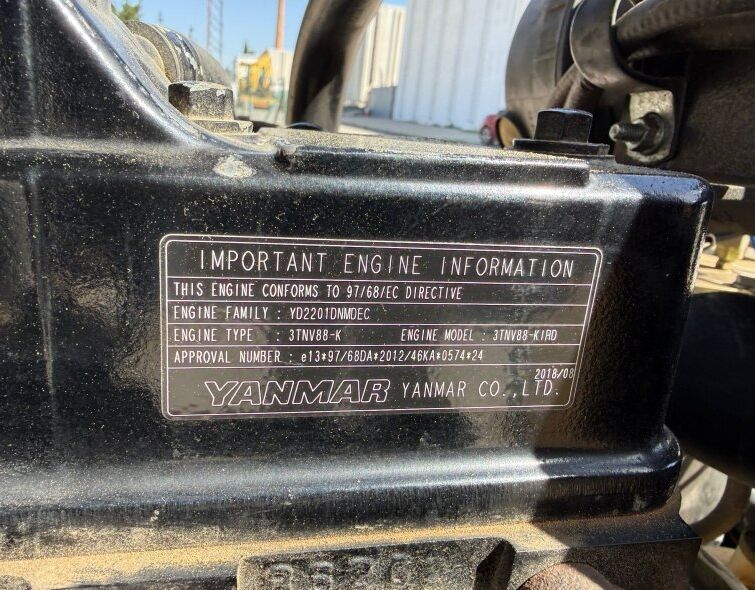 IMPORTANT ENGINE INFORMATION
THIS ENGINE CONFORMS TO 97/68/EC DIRECTIVE
ENGINE FAMILY : YD2201DNMDEC
ENGINE TYPE : 3TNV88-K ENGINE MODEL : 3TNV88-KIRD
APPROVAL NUMBER : e13*97/68DA*2012/46KA*0574*24
2018/08
YANMAR YANMAR CO.,LTD.